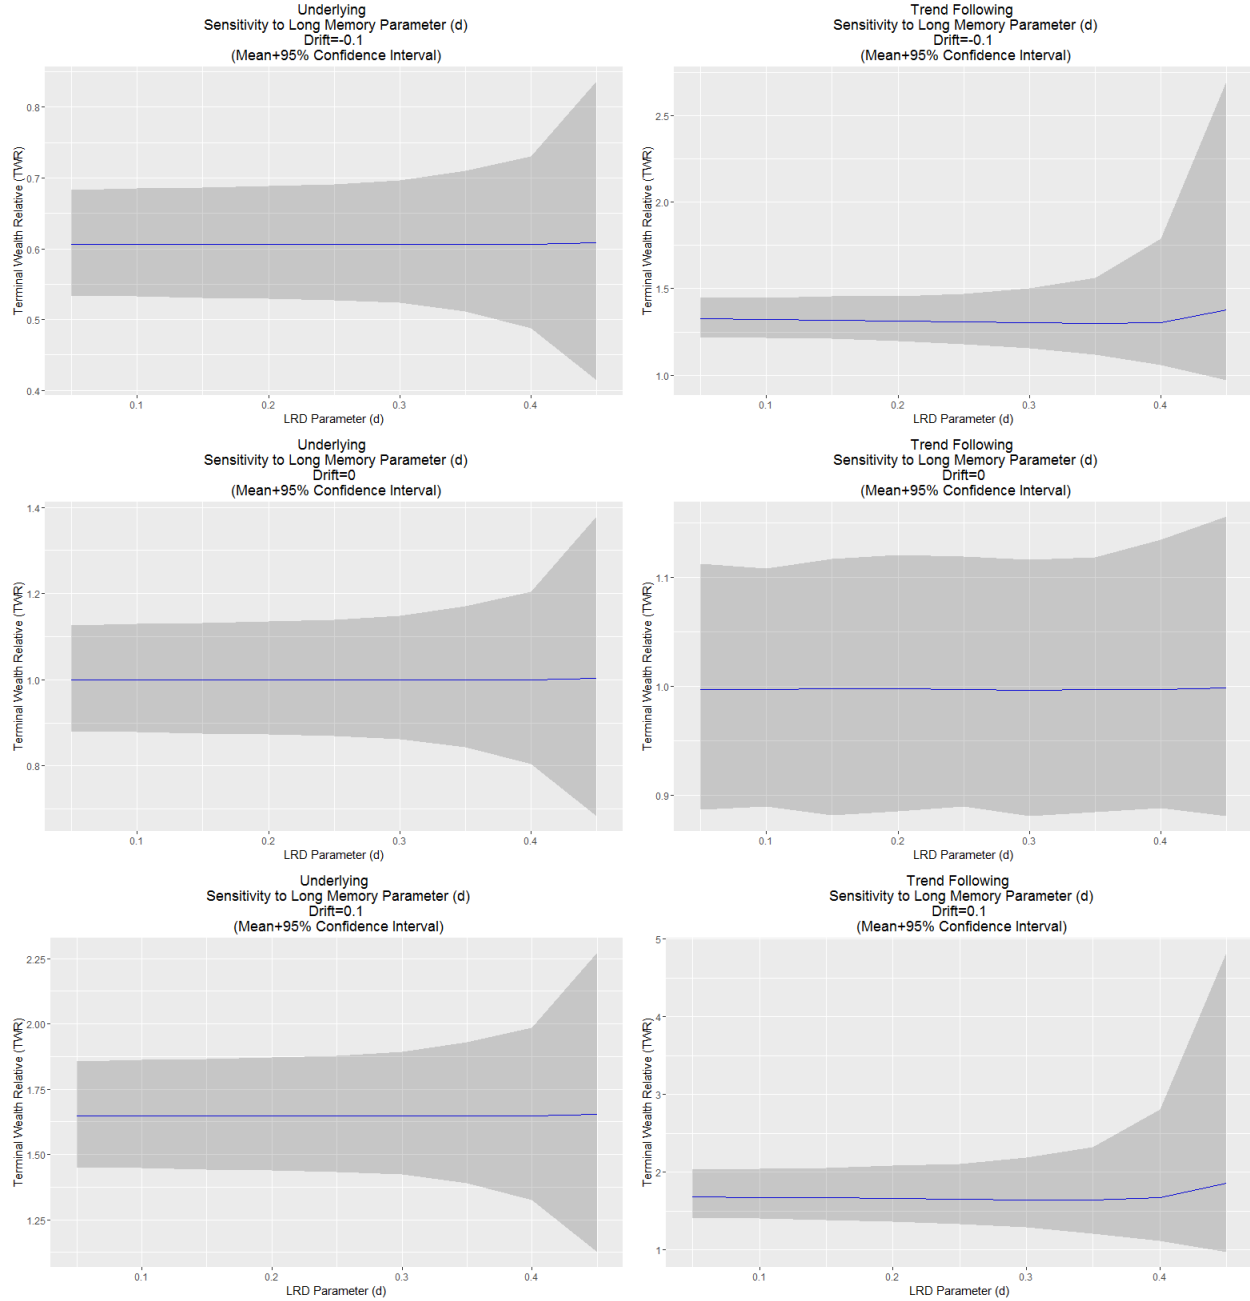 Underlying
Sensitivity to Long Memory Parameter (d)
Drift=-0.1
(Mean+95% Confidence Interval)
Terminal Wealth Relative (TWR)
0.8
0.7
0.6
0.5
0.4
0.1
0.2
0.3
0.4
LRD Parameter (d)
Trend Following
Sensitivity to Long Memory Parameter (d)
Drift=-0.1
(Mean+95% Confidence Interval)
Terminal Wealth Relative (TWR)
2.5
2.0
1.5
1.0
0.1
0.2
0.3
0.4
LRD Parameter (d)
Underlying
Sensitivity to Long Memory Parameter (d)
Drift=0
(Mean+95% Confidence Interval)
Terminal Wealth Relative (TWR)
1.4
1.2
1.0
0.8
0.1
0.2
0.3
0.4
LRD Parameter (d)
Trend Following
Sensitivity to Long Memory Parameter (d)
Drift=0
(Mean+95% Confidence Interval)
Terminal Wealth Relative (TWR)
1.1
1.0
0.9
0.1
0.2
0.3
0.4
LRD Parameter (d)
Underlying
Sensitivity to Long Memory Parameter (d)
Drift=0.1
(Mean+95% Confidence Interval)
Terminal Wealth Relative (TWR)
2.25
2.00
1.75
1.50
1.25
0.1
0.2
0.3
0.4
LRD Parameter (d)
Trend Following
Sensitivity to Long Memory Parameter (d)
Drift=0.1
(Mean+95% Confidence Interval)
Terminal Wealth Relative (TWR)
5
4
3
2
1
0.1
0.2
0.3
0.4
LRD Parameter (d)